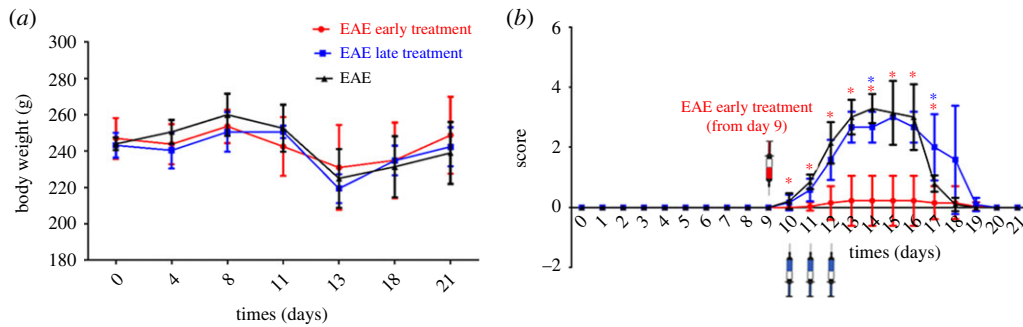 (a)
300
280
260
240
220
200
180
body weight (g)
EAE early treatment
EAE late treatment
EAE
0 4 8 11 13 18 21
times (days)
(b)
6
4
2
0
−2
score
EAE early treatment
(from day 9)
* * * * * * * * * *
0 1 2 3 4 5 6 7 8 9 10 11 12 13 14 15 16 17 18 19 20 21
times (days)